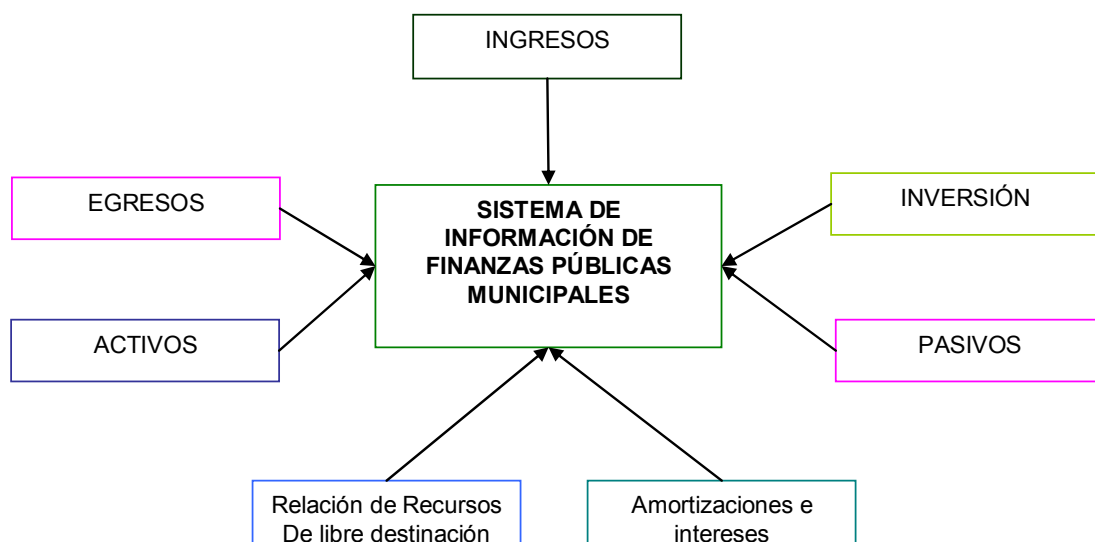 INGRESOS
EGRESOS
SISTEMA DE
INFORMACIÓN DE
FINANZAS PÚBLICAS
MUNICIPALES
INVERSIÓN
ACTIVOS
PASIVOS
Relación de Recursos
De libre destinación
Amortizaciones e
intereses